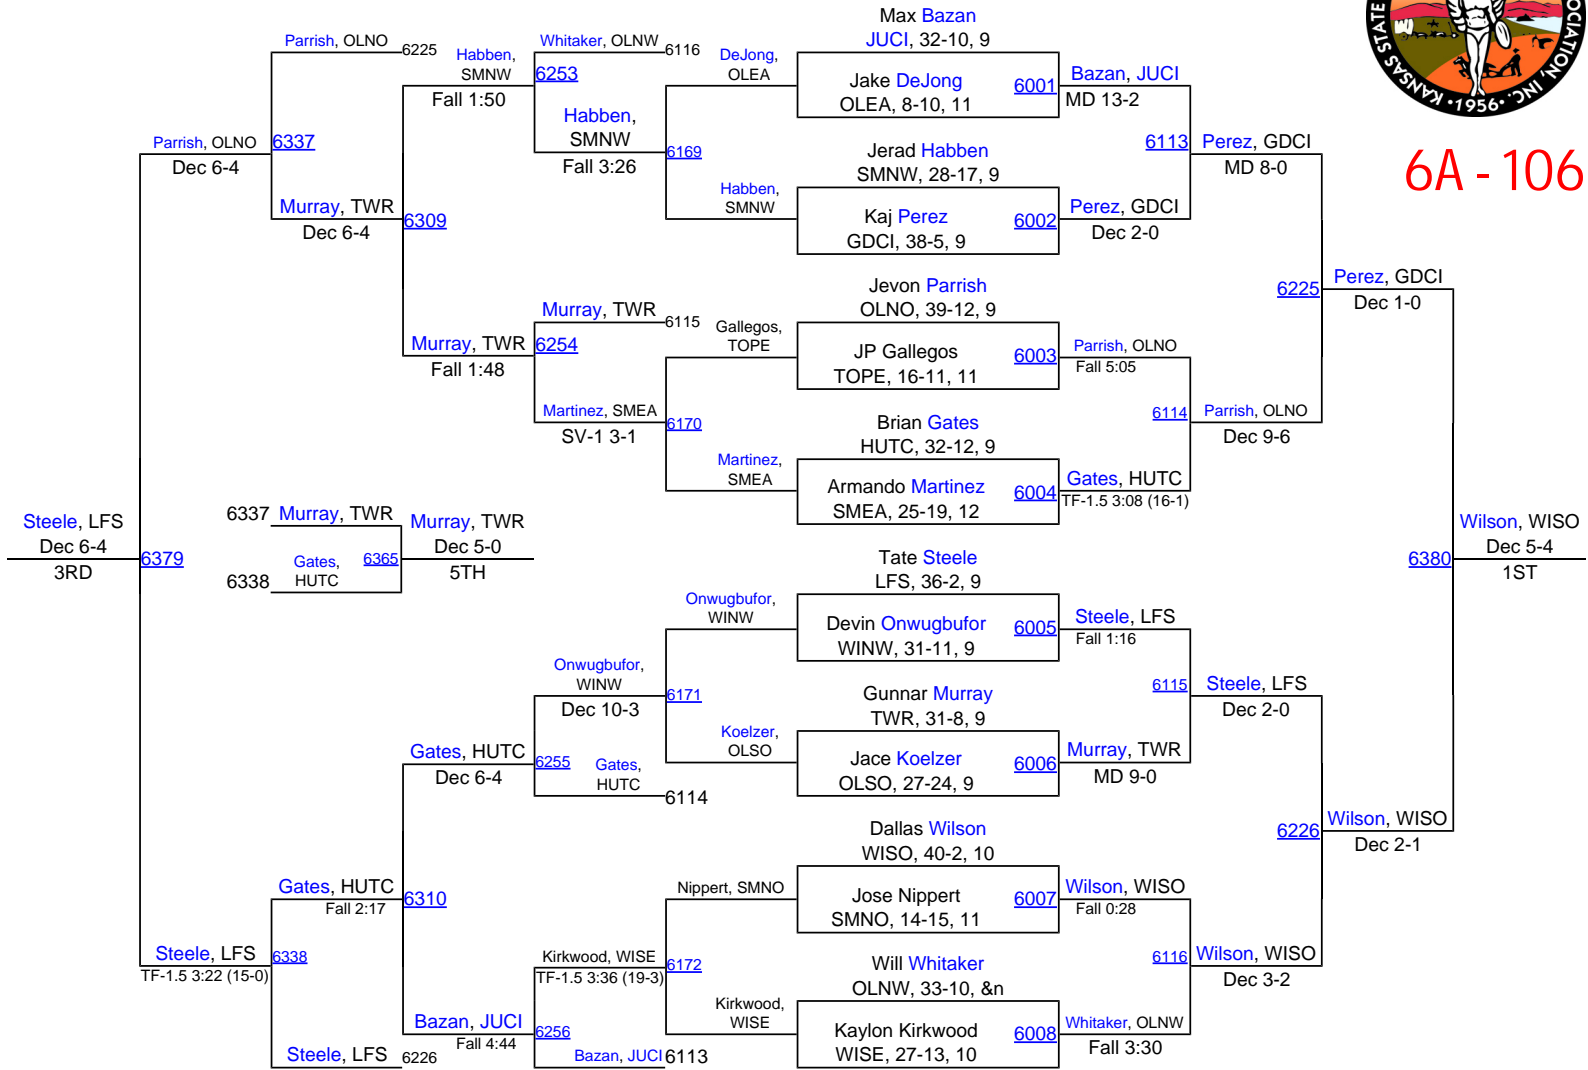 Max Bazan
JUCI, 32-10, 9
Jake DeJong
OLEA, 8-10, 11
6001
Bazan, JUCI
MD 13-2
Jerad Habben
SMNW, 28-17, 9
Kaj Perez
GDCI, 38-5, 9
6002
Perez, GDCI
Dec 2-0
6113
Perez, GDCI
MD 8-0
Jevon Parrish
OLNO, 39-12, 9
JP Gallegos
TOPE, 16-11, 11
6003
Parrish, OLNO
Fall 5:05
Brian Gates
HUTC, 32-12, 9
Armando Martinez
SMEA, 25-19, 12
6004
Gates, HUTC
TF-1.5 3:08 (16-1)
6114
Parrish, OLNO
Dec 9-6
6225
Perez, GDCI
Dec 1-0
Tate Steele
LFS, 36-2, 9
Devin Onwugbufor
WINW, 31-11, 9
6005
Steele, LFS
Fall 1:16
Gunnar Murray
TWR, 31-8, 9
Jace Koelzer
OLSO, 27-24, 9
6006
Murray, TWR
MD 9-0
6115
Steele, LFS
Dec 2-0
Dallas Wilson
WISO, 40-2, 10
Jose Nippert
SMNO, 14-15, 11
6007
Wilson, WISO
Fall 0:28
Will Whitaker
OLNW, 33-10, &n
Kaylon Kirkwood
WISE, 27-13, 10
6008
Whitaker, OLNW
Fall 3:30
6116
Wilson, WISO
Dec 3-2
6226
Wilson, WISO
Dec 2-1
6380
Wilson, WISO
Dec 5-4
1ST
DeJong,
OLEA
Habben,
SMNW
6169
Habben,
SMNW
Fall 3:26
Whitaker, OLNW
6116
6253
Habben,
SMNW
Fall 1:50
Gallegos,
TOPE
Martinez,
SMEA
6170
Martinez, SMEA
SV-1 3-1
Murray, TWR
6115
6254
Murray, TWR
Fall 1:48
6309
Murray, TWR
Dec 6-4
Parrish, OLNO
6225
6337
Parrish, OLNO
Dec 6-4
6337
Murray, TWR
Gates,
HUTC
6338
6365
Murray, TWR
Dec 5-0
5TH
Steele, LFS
Dec 6-4
3RD
6379
Onwugbufor,
WINW
Koelzer,
OLSO
6171
Onwugbufor,
WINW
Dec 10-3
Gates,
HUTC
6114
6255
Gates, HUTC
Dec 6-4
Nippert, SMNO
Kirkwood,
WISE
6172
Kirkwood, WISE
TF-1.5 3:36 (19-3)
Bazan, JUCI
6113
6256
Bazan, JUCI
Fall 4:44
6310
Gates, HUTC
Fall 2:17
Steele, LFS
6226
6338
Steele, LFS
TF-1.5 3:22 (15-0)
KANSAS STATE
OCIATION, INC.
•1956•
6A - 106